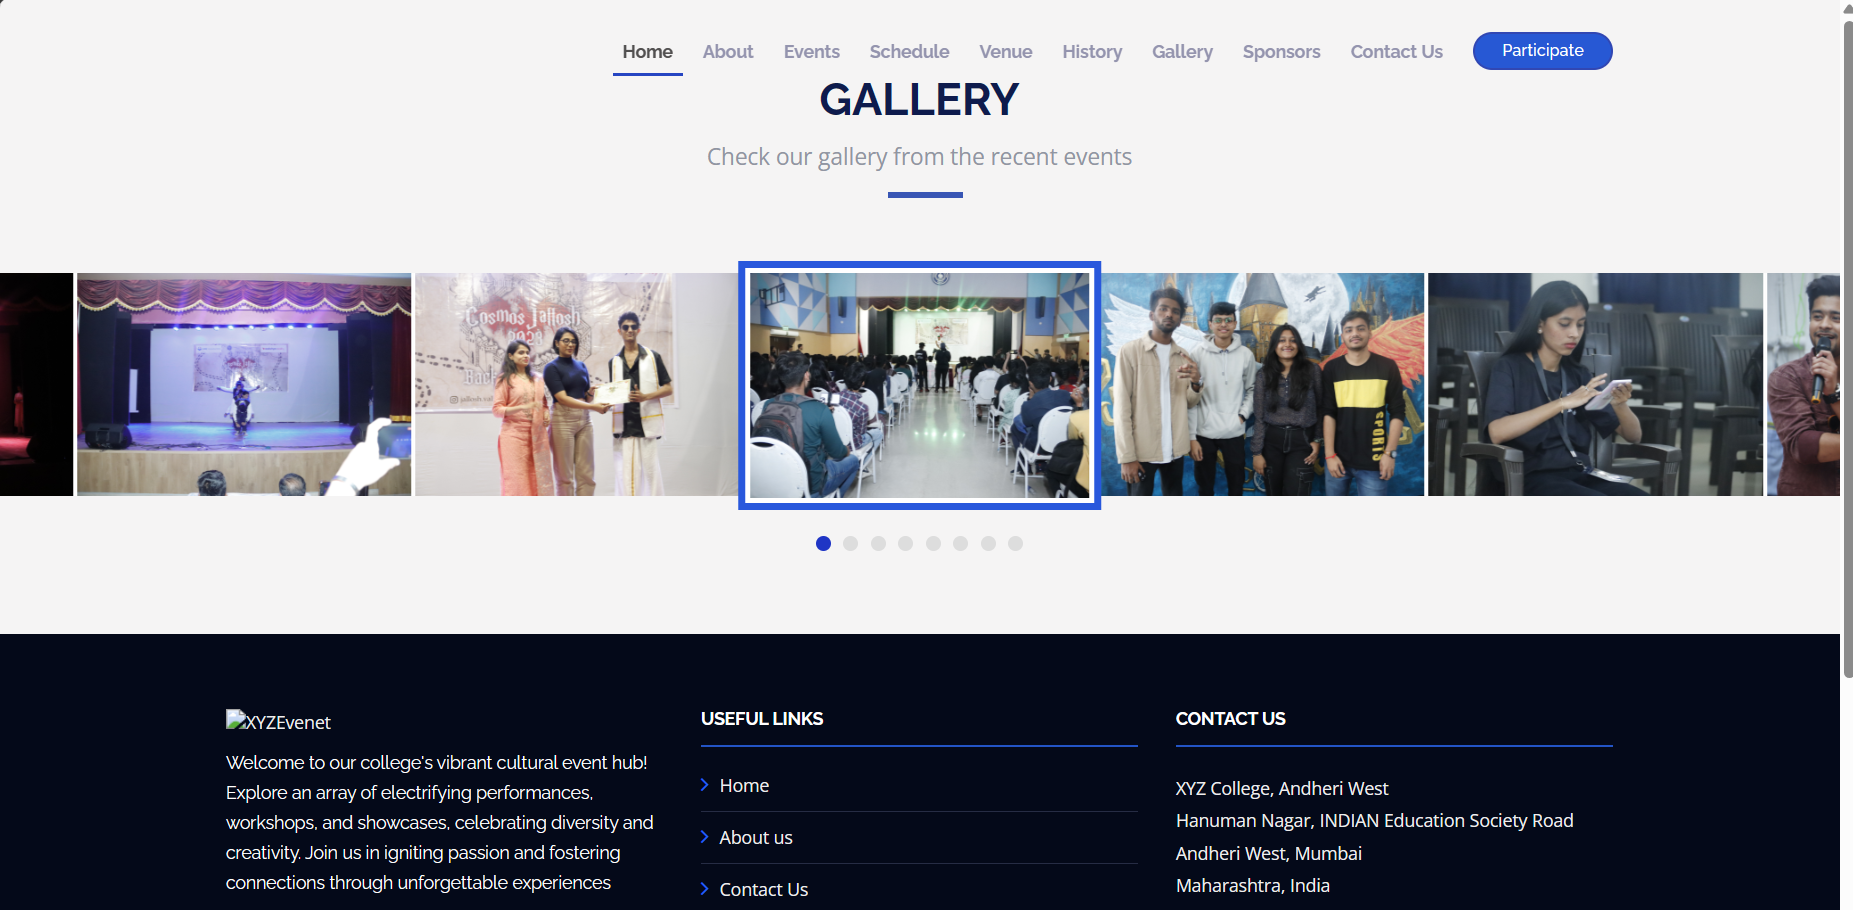 Home About Events Schedule Venue History Gallery Sponsors Contact Us Participate
GALLERY
Check our gallery from the recent events
Cosmos Jallosh
2023
SPORTS
XYZEvenet
Welcome to our college's vibrant cultural event hub!
Explore an array of electrifying performances,
workshops, and showcases, celebrating diversity and
creativity. Join us in igniting passion and fostering
connections through unforgettable experiences
USEFUL LINKS
Home
About us
Contact Us
CONTACT US
XYZ College, Andheri West
Hanuman Nagar, INDIAN Education Society Road
Andheri West, Mumbai
Maharashtra, India